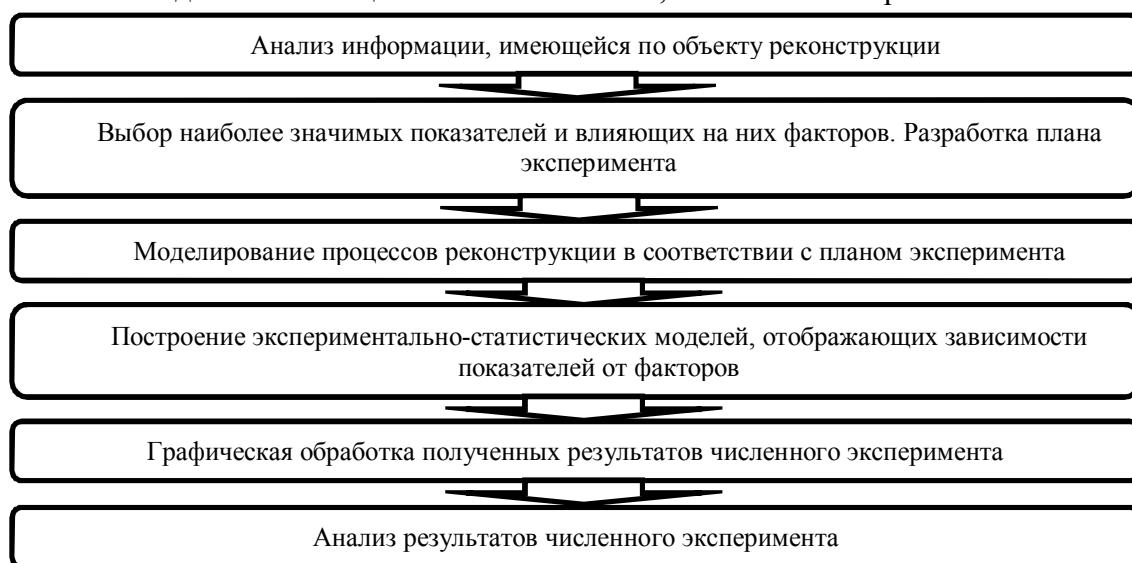 Анализ информации, имеющейся по объекту реконструкции
Выбор наиболее значимых показателей и влияющих на них факторов. Разработка плана
эксперимента
Моделирование процессов реконструкции в соответствии с планом эксперимента
Построение экспериментально-статистических моделей, отображающих зависимости
показателей от факторов
Графическая обработка полученных результатов численного эксперимента
Анализ результатов численного эксперимента